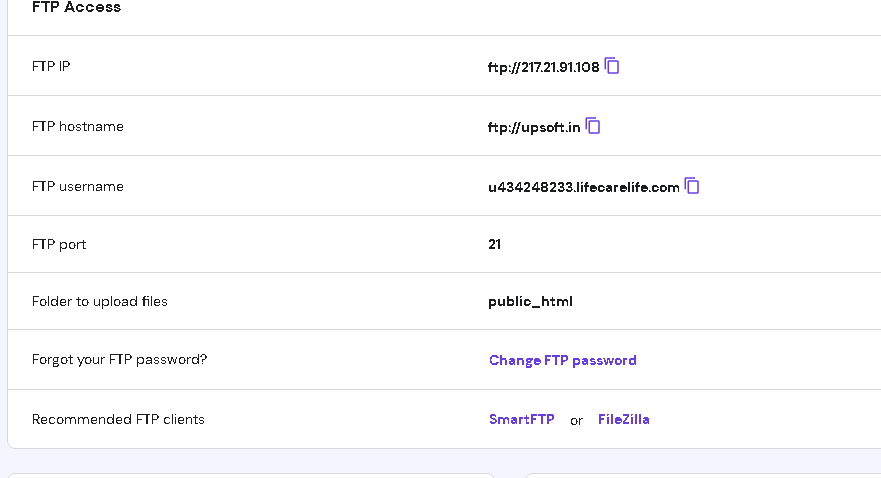 FTP Access
FTP IP ftp://217.21.91.108
FTP hostname ftp://upsoft.in
FTP username u434248233.lifecarelife.com
FTP port 21
Folder to upload files public_html
Forgot your FTP password? Change FTP password
Recommended FTP clients SmartFTP or FileZilla